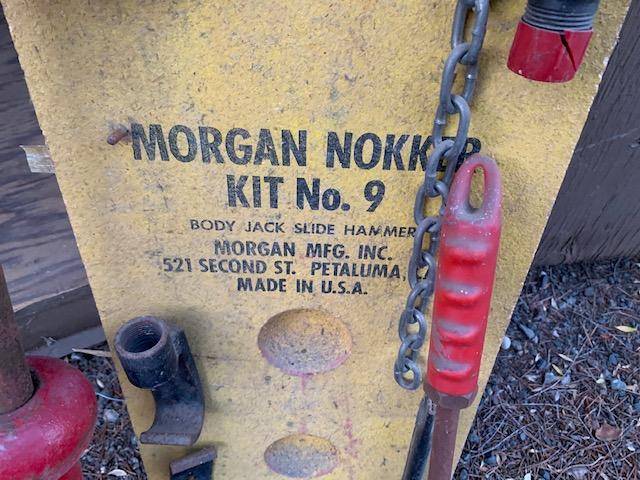 MORGAN NOKKER
KIT No. 9
BODY JACK SLIDE HAMMER
MORGAN MFG. INC.
521 SECOND ST. PETALUMA,
MADE IN U.S.A.